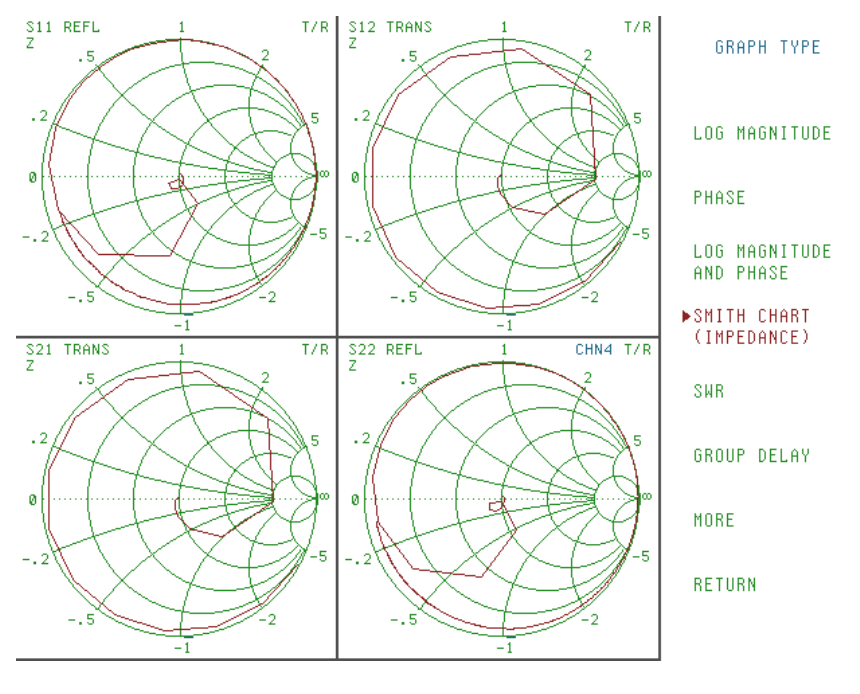 S11 REFL T/R
Z
1
.5
2
.2
5
0
∞
-.2
-5
-.5
-2
-1
S12 TRANS T/R
Z
1
.5
2
.2
5
0
∞
-.2
-5
-.5
-2
-1
S21 TRANS T/R
Z
1
.5
2
.2
5
0
∞
-.2
-5
-.5
-2
-1
S22 REFL CHN4 T/R
Z
1
.5
2
.2
5
0
∞
-.2
-5
-.5
-2
-1
GRAPH TYPE
LOG MAGNITUDE
PHASE
LOG MAGNITUDE
AND PHASE
▶SMITH CHART
(IMPEDANCE)
SWR
GROUP DELAY
MORE
RETURN